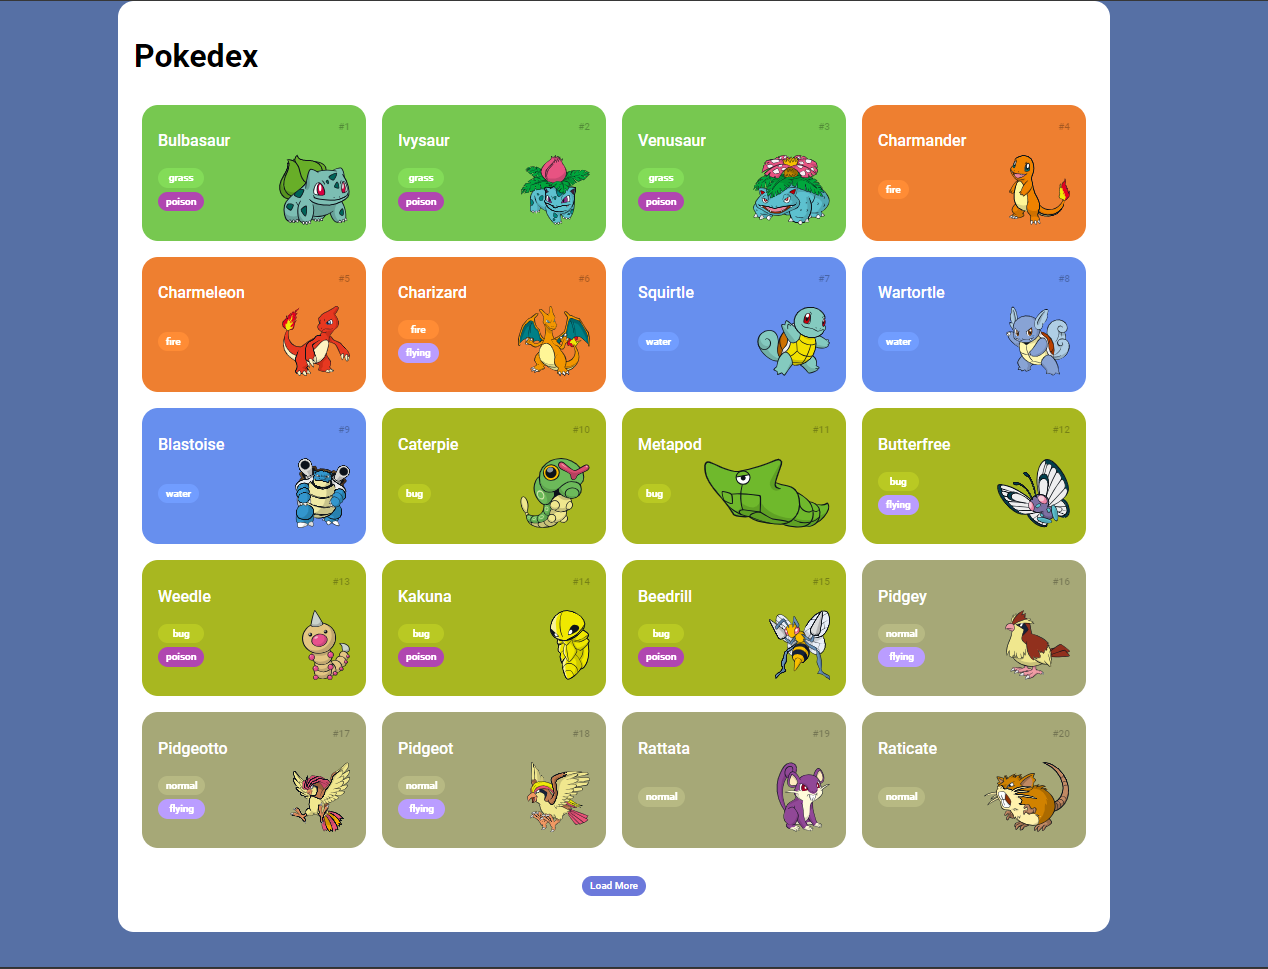 Pokedex
#1
Bulbasaur
grass
poison
#2
Ivysaur
grass
poison
#3
Venusaur
grass
poison
#4
Charmander
fire
#5
Charmeleon
fire
#6
Charizard
fire
flying
#7
Squirtle
water
#8
Wartortle
water
#9
Blastoise
water
#10
Caterpie
bug
#11
Metapod
bug
#12
Butterfree
bug
flying
#13
Weedle
bug
poison
#14
Kakuna
bug
poison
#15
Beedrill
bug
poison
#16
Pidgey
normal
flying
#17
Pidgeotto
normal
flying
#18
Pidgeot
normal
flying
#19
Rattata
normal
#20
Raticate
normal
Load More